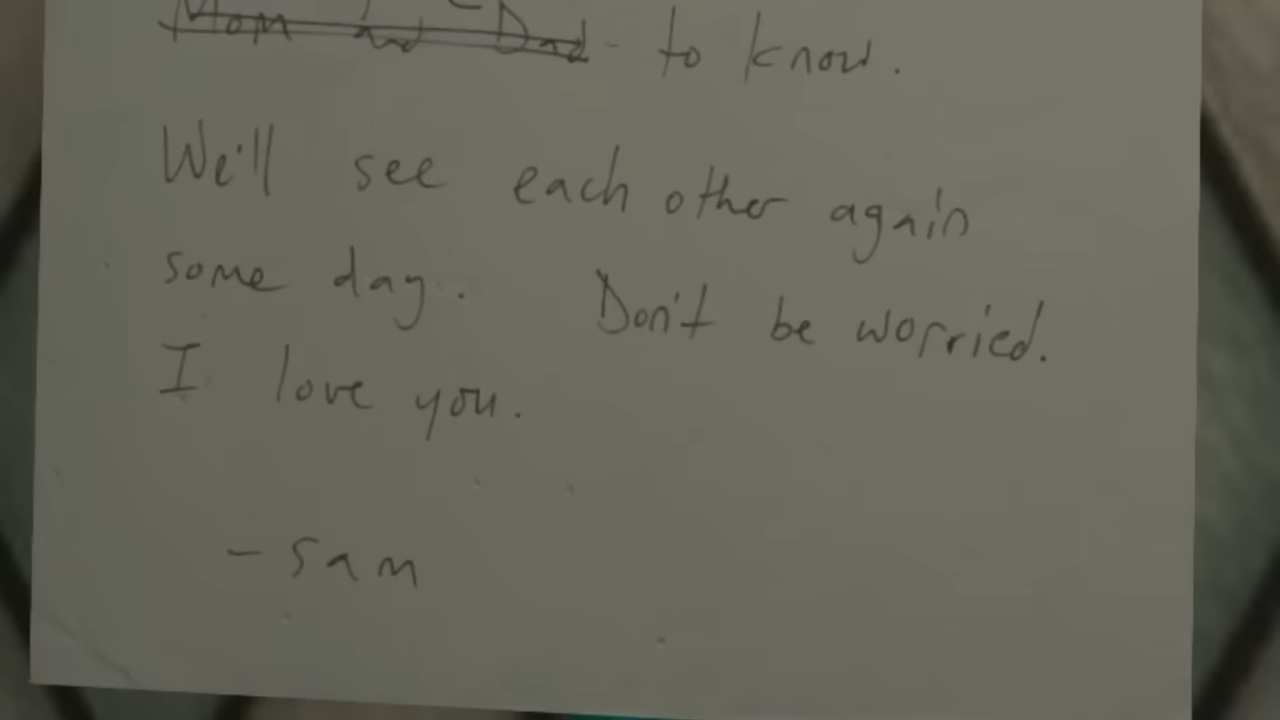 Mom and Dad to know.
We'll see each other again
some day. Don't be worried.
I love you.
- Sam